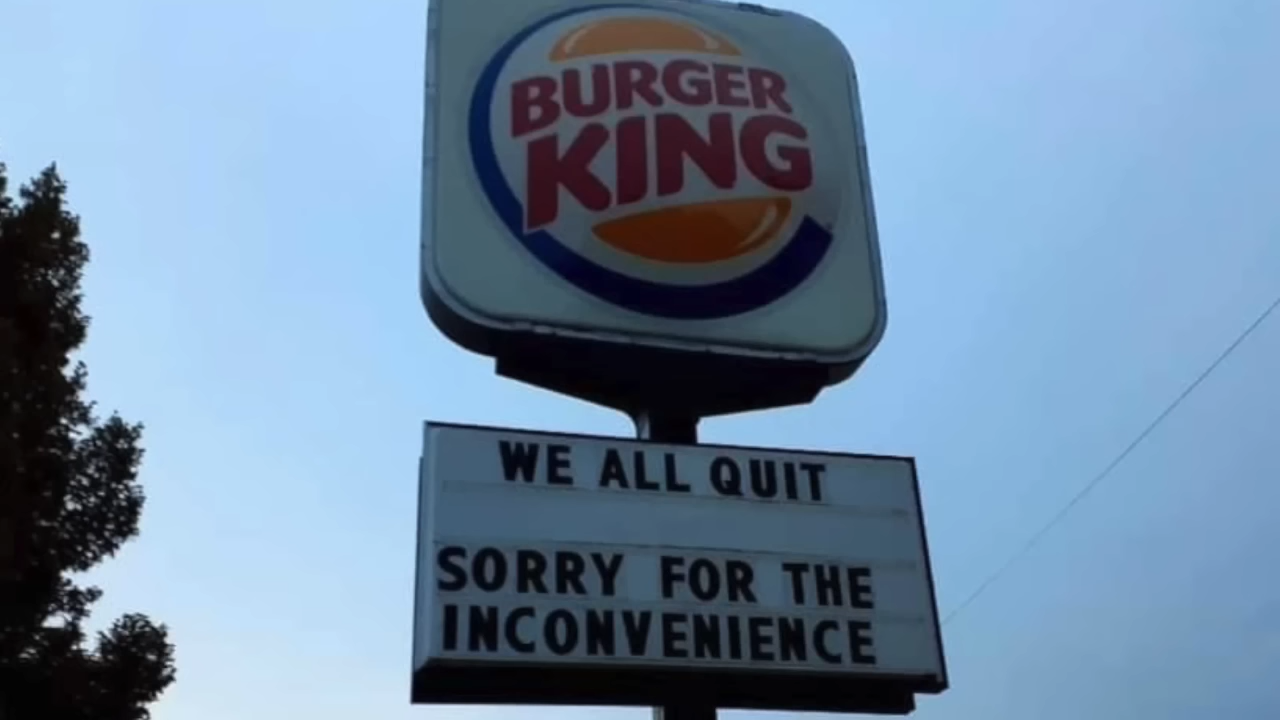 BURGER
KING
WE ALL QUIT
SORRY FOR THE
INCONVENIENCE